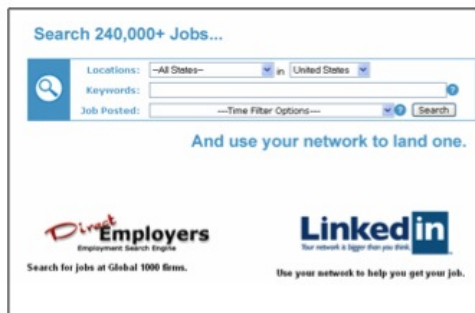 Search 240,000+ Jobs...
Locations: --All States-- in United States
Keywords: ?
Job Posted: ---Time Filter Options--- ? Search
And use your network to land one.
DirectEmployers
Employment Search Engine
Search for jobs at Global 1000 firms.
Linked in
Your network is bigger than you think.
Use your network to help you get your job.